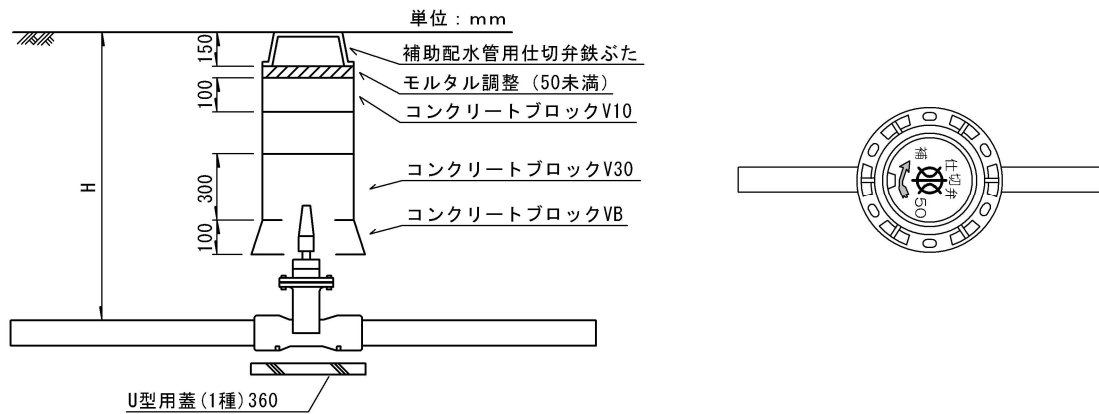 単位：mm
150
補助配水管用仕切弁鉄ぶた
モルタル調整（50未満）
100
コンクリートブロックV10
H
300
コンクリートブロックV30
コンクリートブロックVB
100
U型用蓋(1種)360
仕切弁
補
50